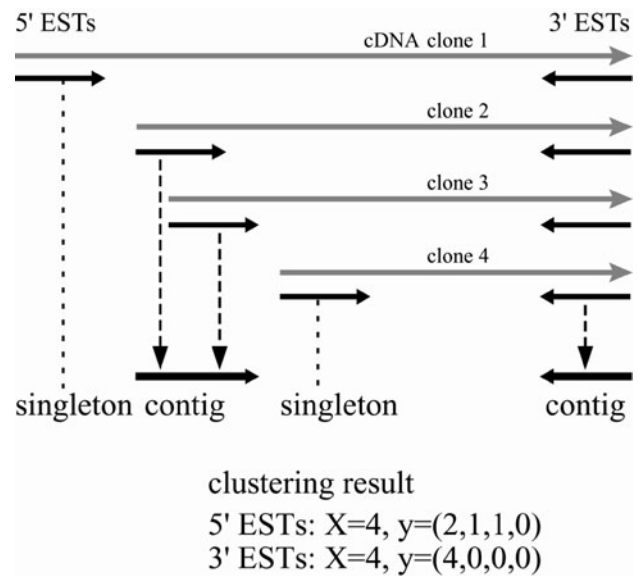 5' ESTs cDNA clone 1 3' ESTs
clone 2
clone 3
clone 4
singleton contig singleton contig
clustering result
5' ESTs: X=4, y=(2,1,1,0)
3' ESTs: X=4, y=(4,0,0,0)